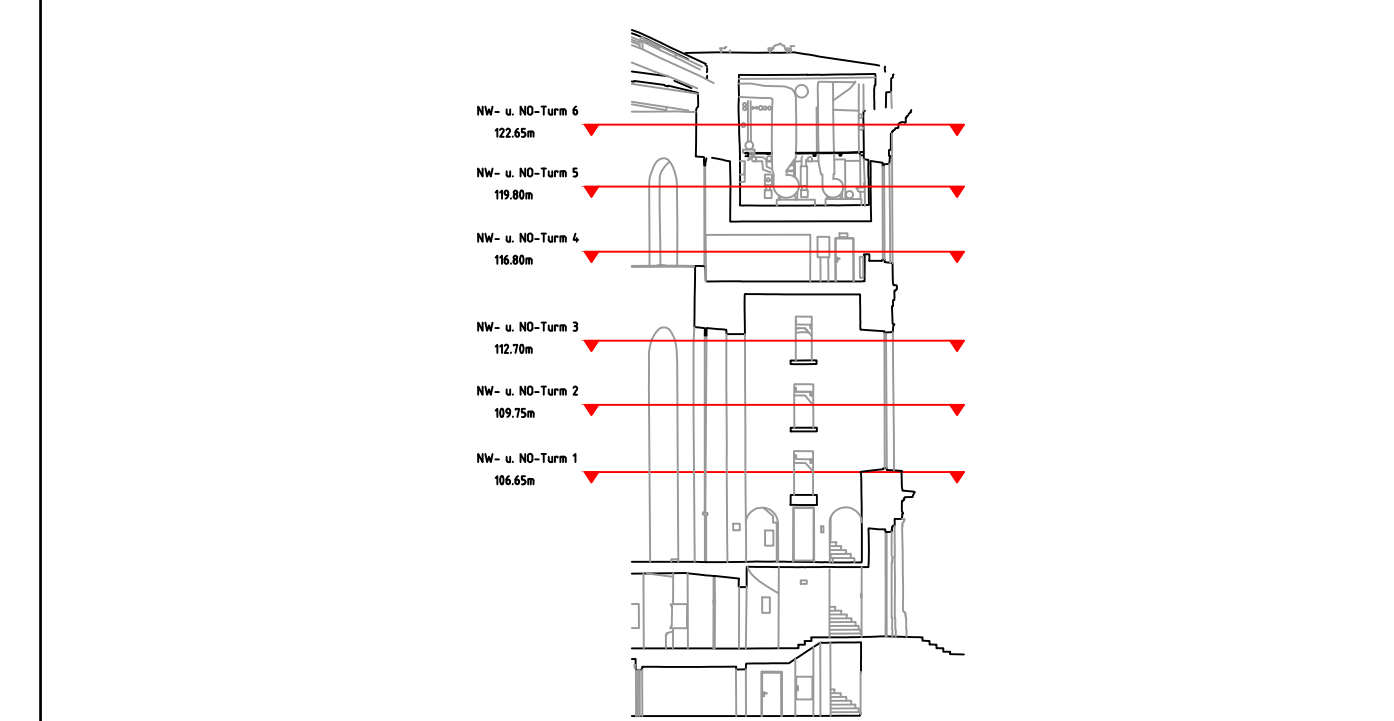 NW- u. NO-Turm 6
122.65m
NW- u. NO-Turm 5
119.80m
NW- u. NO-Turm 4
116.80m
NW- u. NO-Turm 3
112.70m
NW- u. NO-Turm 2
109.75m
NW- u. NO-Turm 1
106.65m